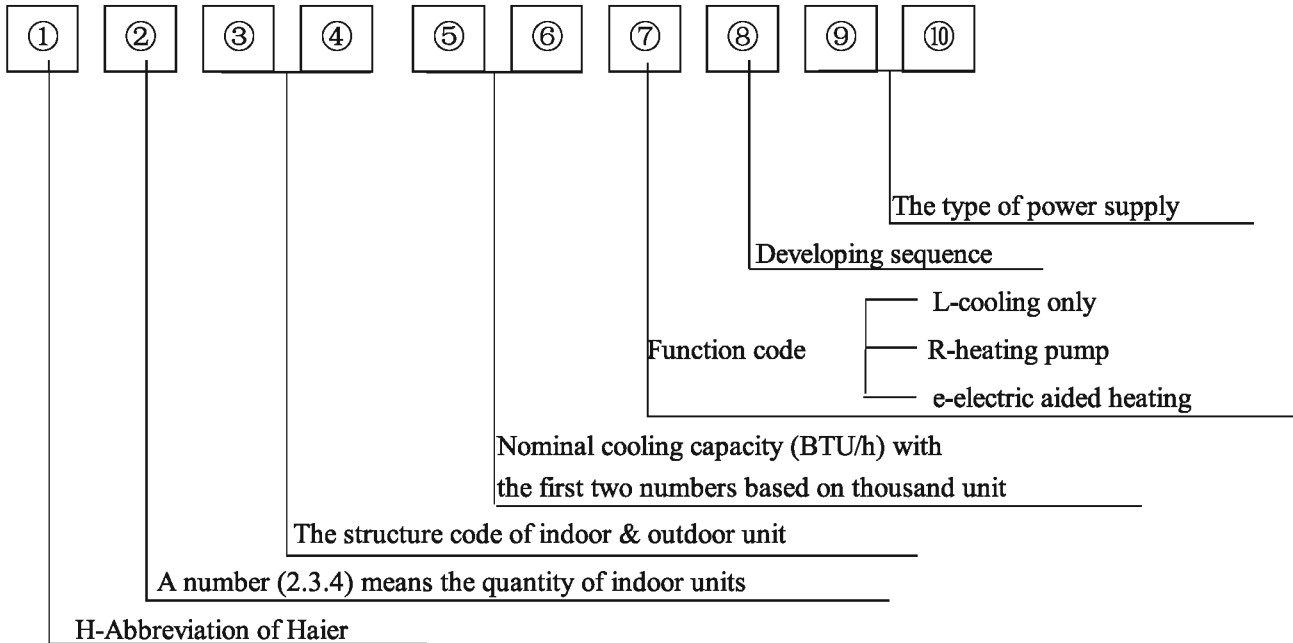 ① ② ③ ④ ⑤ ⑥ ⑦ ⑧ ⑨ ⑩
The type of power supply
Developing sequence
L-cooling only
Function code R-heating pump
e-electric aided heating
Nominal cooling capacity (BTU/h) with
the first two numbers based on thousand unit
The structure code of indoor & outdoor unit
A number (2.3.4) means the quantity of indoor units
H-Abbreviation of Haier